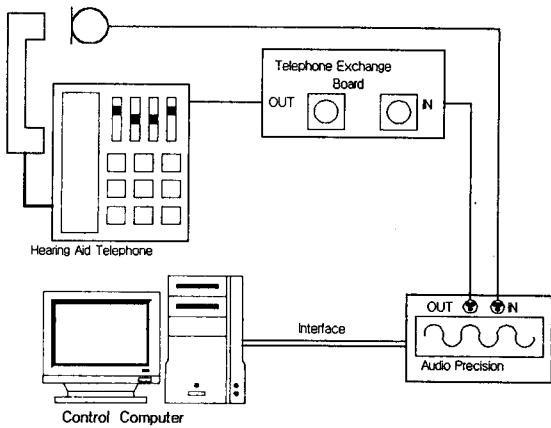 Telephone Exchange
Board
OUT
IN
Hearing Aid Telephone
OUT
IN
Interface
Audio Precision
Control Computer